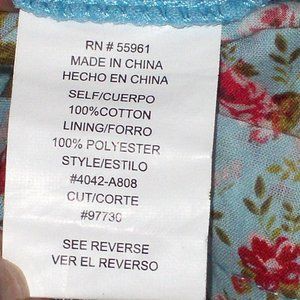 RN # 55961
MADE IN CHINA
HECHO EN CHINA
SELF/CUERPO
100%COTTON
LINING/FORRO
100% POLYESTER
STYLE/ESTILO
#4042-A808
CUT/CORTE
#97730
SEE REVERSE
VER EL REVERSO